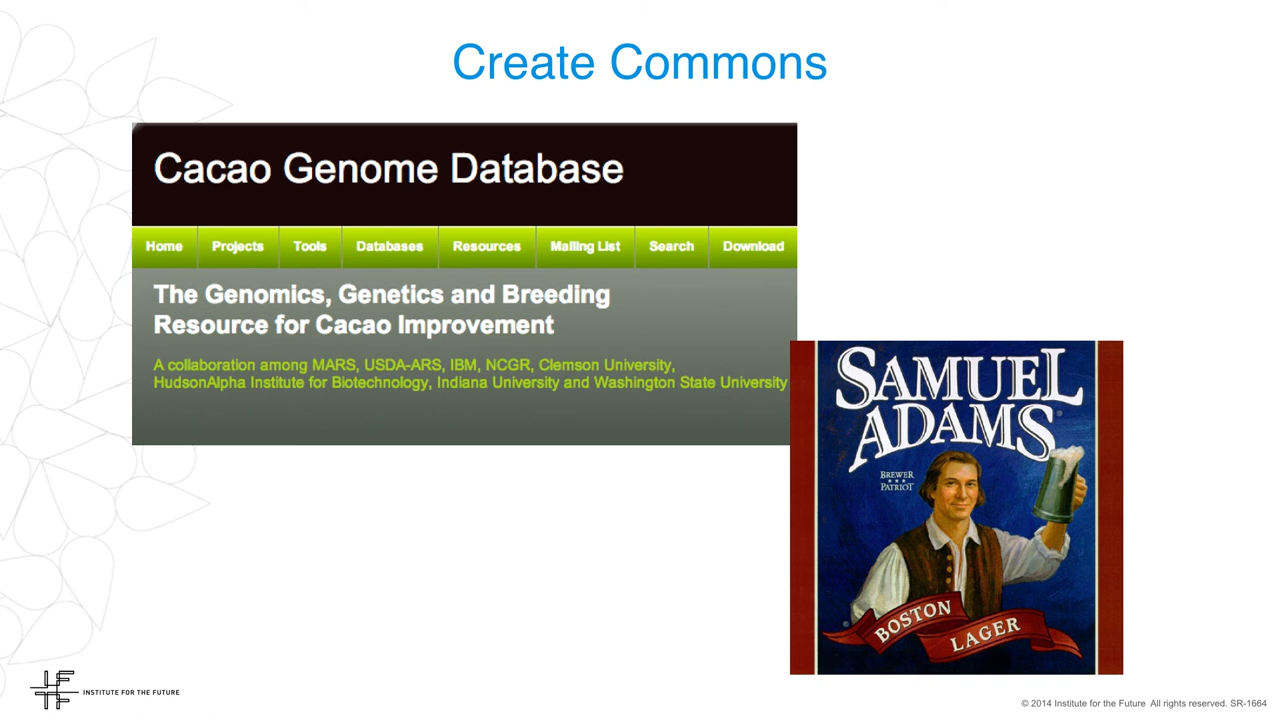 Create Commons
Cacao Genome Database
Home Projects Tools Databases Resources Mailing List Search Download
The Genomics, Genetics and Breeding
Resource for Cacao Improvement
A collaboration among MARS, USDA-ARS, IBM, NCGR, Clemson University,
HudsonAlpha Institute for Biotechnology, Indiana University and Washington State University
SAMUEL
ADAMS
BREWER
PATRIOT
BOSTON
LAGER
INSTITUTE FOR THE FUTURE
© 2014 Institute for the Future All rights reserved. SR-1664